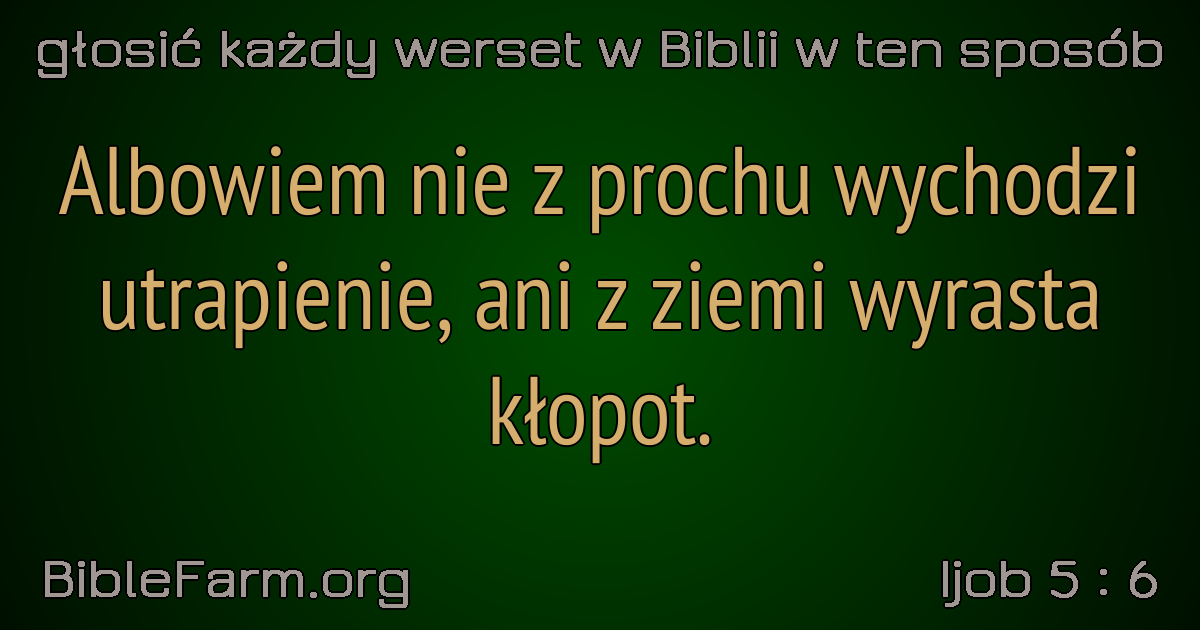 głosić każdy werset w Biblii w ten sposób
Albowiem nie z prochu wychodzi
utrapienie, ani z ziemi wyrasta
kłopot.
BibleFarm.org
Ijob 5 : 6